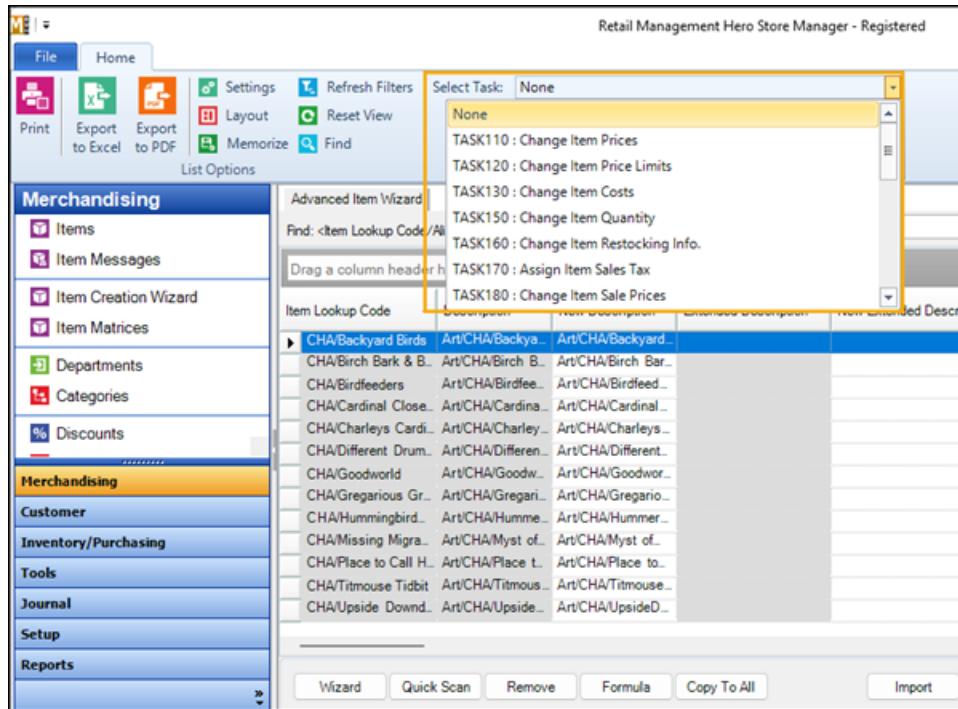 Retail Management Hero Store Manager - Registered
File Home
Print
Export to Excel
Export to PDF
Settings
Layout
Memorize
Refresh Filters
Reset View
Find
List Options
Select Task: None
None
TASK110 : Change Item Prices
TASK120 : Change Item Price Limits
TASK130 : Change Item Costs
TASK150 : Change Item Quantity
TASK160 : Change Item Restocking Info.
TASK170 : Assign Item Sales Tax
TASK180 : Change Item Sale Prices
Merchandising
Items
Item Messages
Item Creation Wizard
Item Matrices
Departments
Categories
% Discounts
Merchandising
Customer
Inventory/Purchasing
Tools
Journal
Setup
Reports
Advanced Item Wizard
Find: <Item Lookup Code/Ali
Drag a column header h
Item Lookup Code Description New Description Extended Description New Extended Descr
CHA/Backyard Birds Art/CHA/Backya... Art/CHA/Backyard...
CHA/Birch Bark & B... Art/CHA/Birch B... Art/CHA/Birch Bar...
CHA/Birdfeeders Art/CHA/Birdfee... Art/CHA/Birdfeed...
CHA/Cardinal Close... Art/CHA/Cardina... Art/CHA/Cardinal...
CHA/Charleys Cardi... Art/CHA/Charley... Art/CHA/Charleys...
CHA/Different Drum... Art/CHA/Differen... Art/CHA/Different...
CHA/Goodworld Art/CHA/Goodw... Art/CHA/Goodwor...
CHA/Gregarious Gr... Art/CHA/Gregari... Art/CHA/Gregario...
CHA/Hummingbird... Art/CHA/Humme... Art/CHA/Hummer...
CHA/Missing Migra... Art/CHA/Myst of... Art/CHA/Myst of...
CHA/Place to Call H... Art/CHA/Place t... Art/CHA/Place to...
CHA/Titmouse Tidbit Art/CHA/Titmous... Art/CHA/Titmouse...
CHA/Upside Downd... Art/CHA/Upside... Art/CHA/UpsideD...
Wizard Quick Scan Remove Formula Copy To All Import